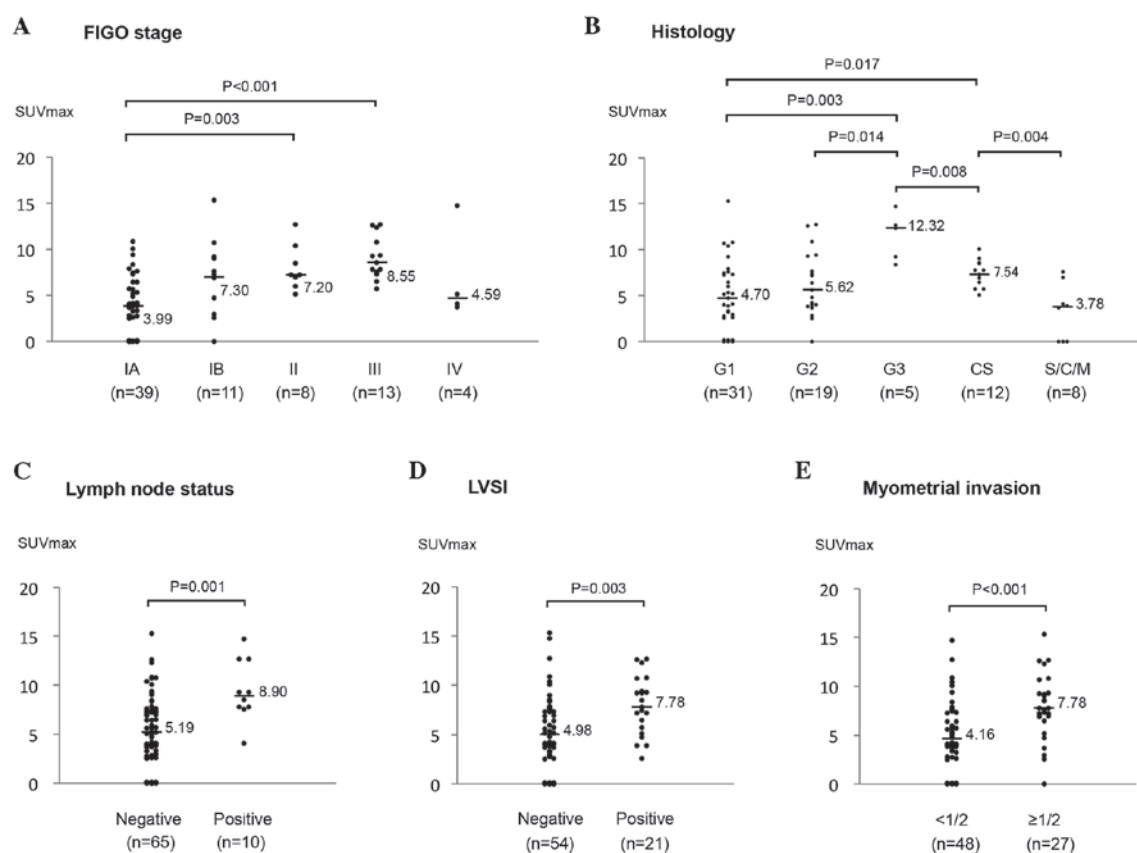 A FIGO stage
P<0.001
SUVmax
P=0.003
20
15
10
5
0
3.99
7.30
7.20
8.55
4.59
IA IB II III IV
(n=39) (n=11) (n=8) (n=13) (n=4)
B Histology
P=0.017
P=0.003
SUVmax
P=0.014 P=0.004
P=0.008
20
15
10
5
0
4.70
5.62
12.32
7.54
3.78
G1 G2 G3 CS S/C/M
(n=31) (n=19) (n=5) (n=12) (n=8)
C Lymph node status
SUVmax
P=0.001
20
15
10
5
0
5.19
8.90
Negative Positive
(n=65) (n=10)
D LVSI
SUVmax
P=0.003
20
15
10
5
0
4.98
7.78
Negative Positive
(n=54) (n=21)
E Myometrial invasion
SUVmax
P<0.001
20
15
10
5
0
4.16
7.78
<1/2 ≥1/2
(n=48) (n=27)